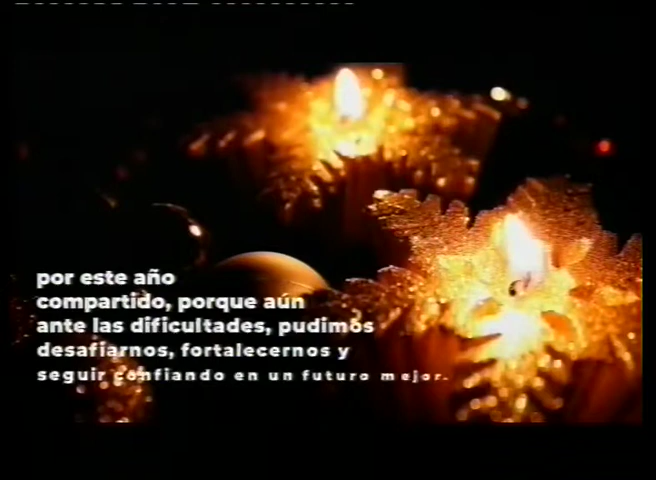 por este año
compartido, porque aún
ante las dificultades, pudimos
desafiarnos, fortalecernos y
seguir confiando en un futuro mejor.